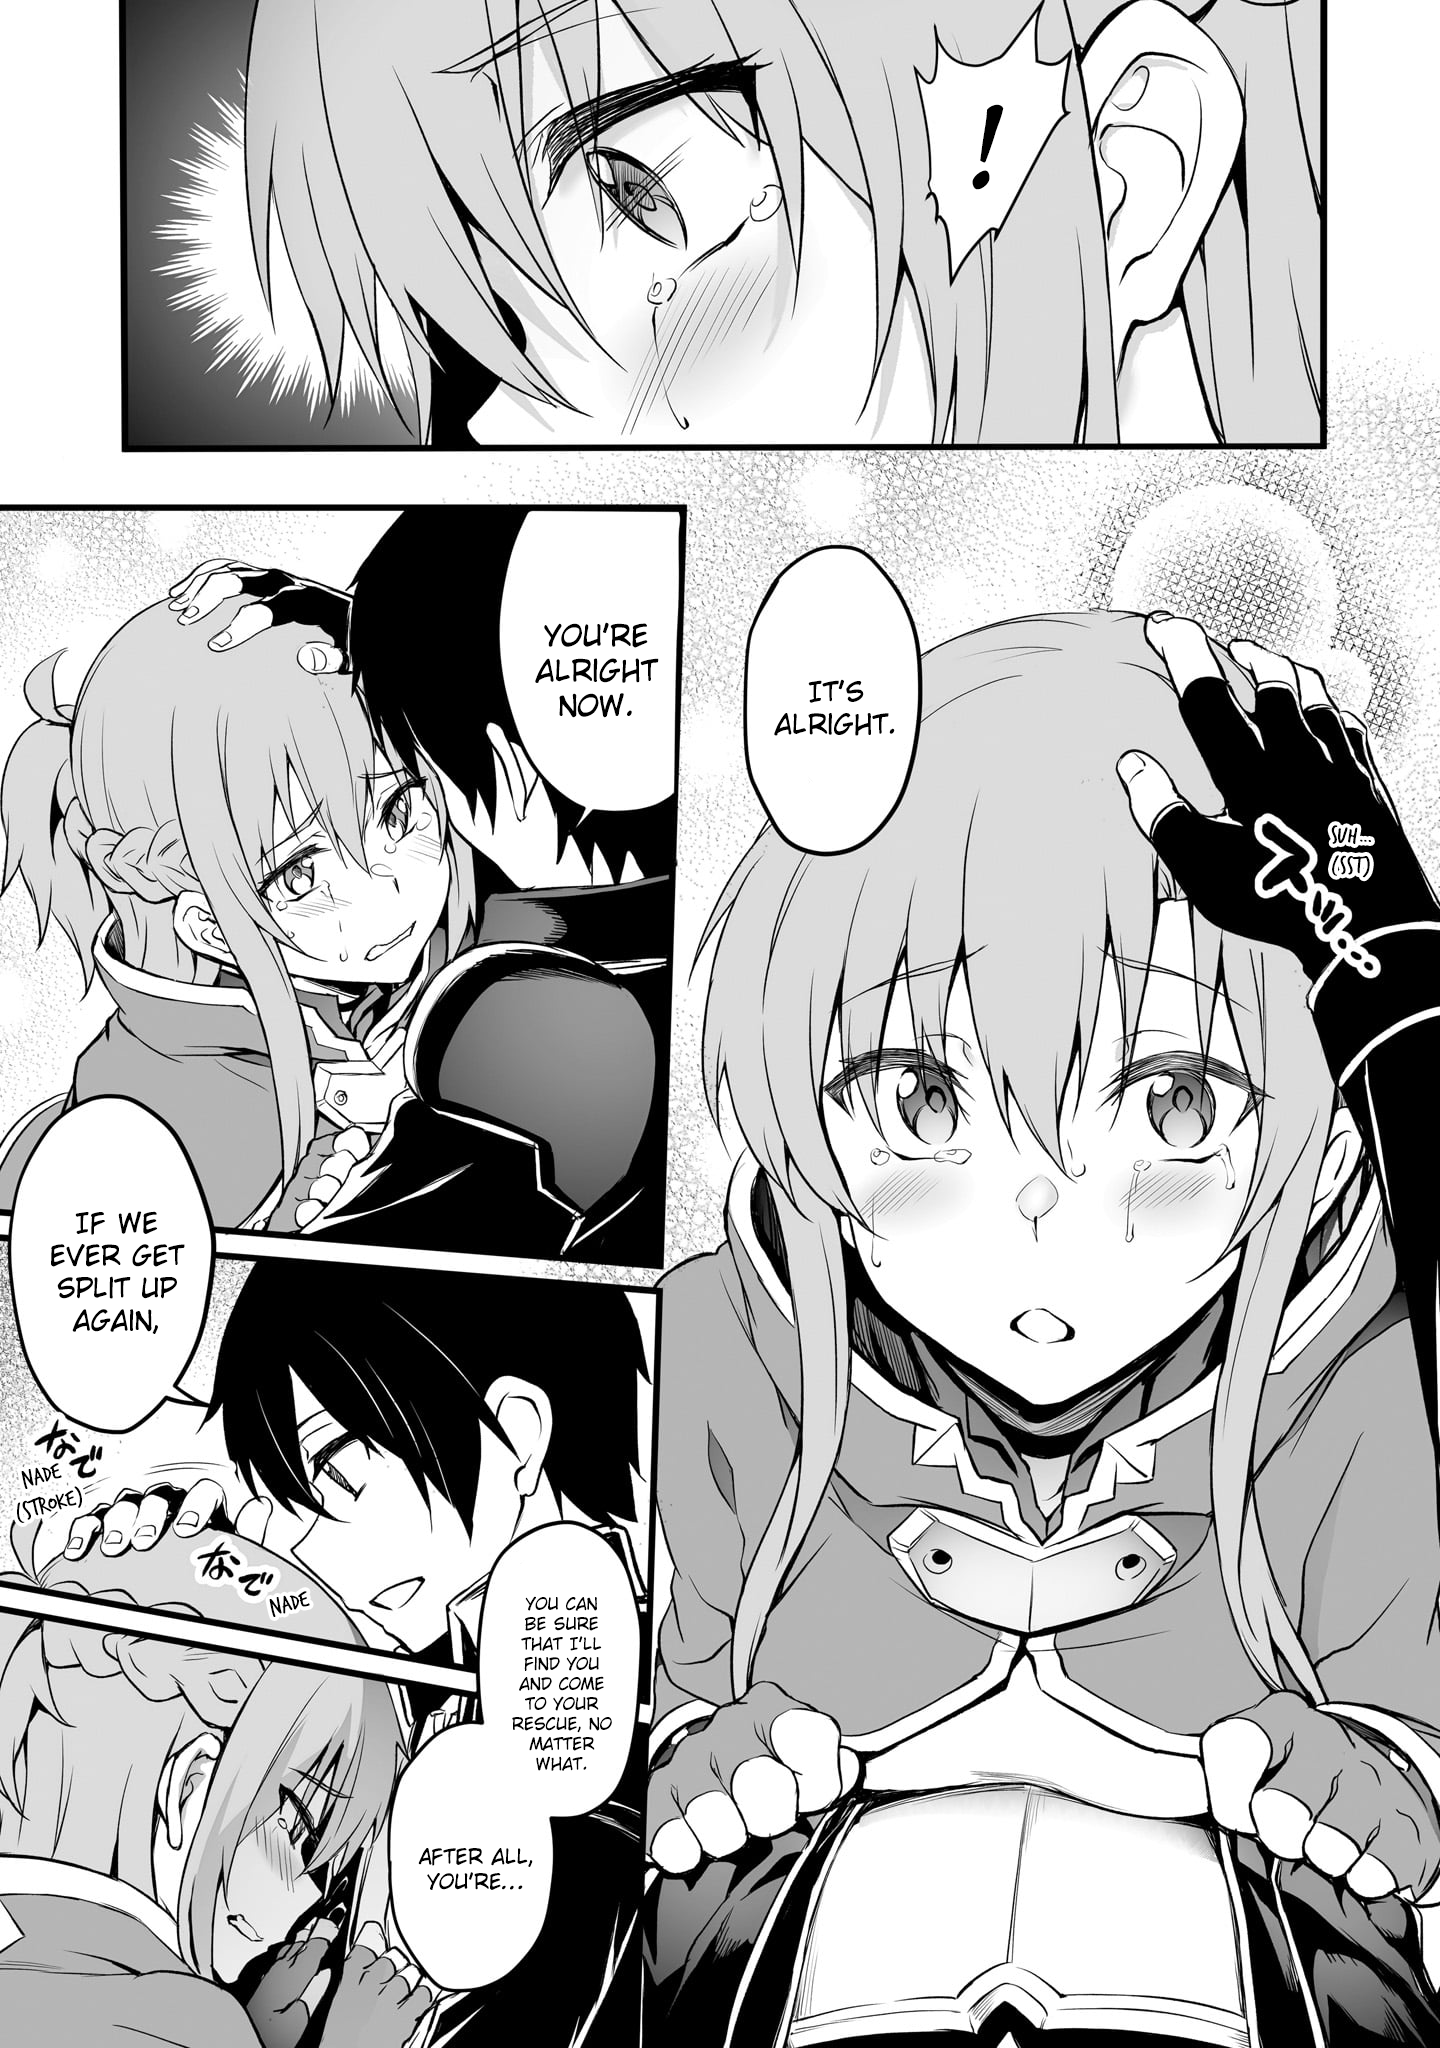 !
IT'S
ALRIGHT.
スッ…
SUH...
(SST)
YOU'RE
ALRIGHT
NOW.
IF WE
EVER GET
SPLIT UP
AGAIN,
なで
NADE
(STROKE)
なで
NADE
YOU CAN
BE SURE
THAT I'LL
FIND YOU
AND COME
TO YOUR
RESCUE, NO
MATTER
WHAT.
AFTER ALL,
YOU'RE...